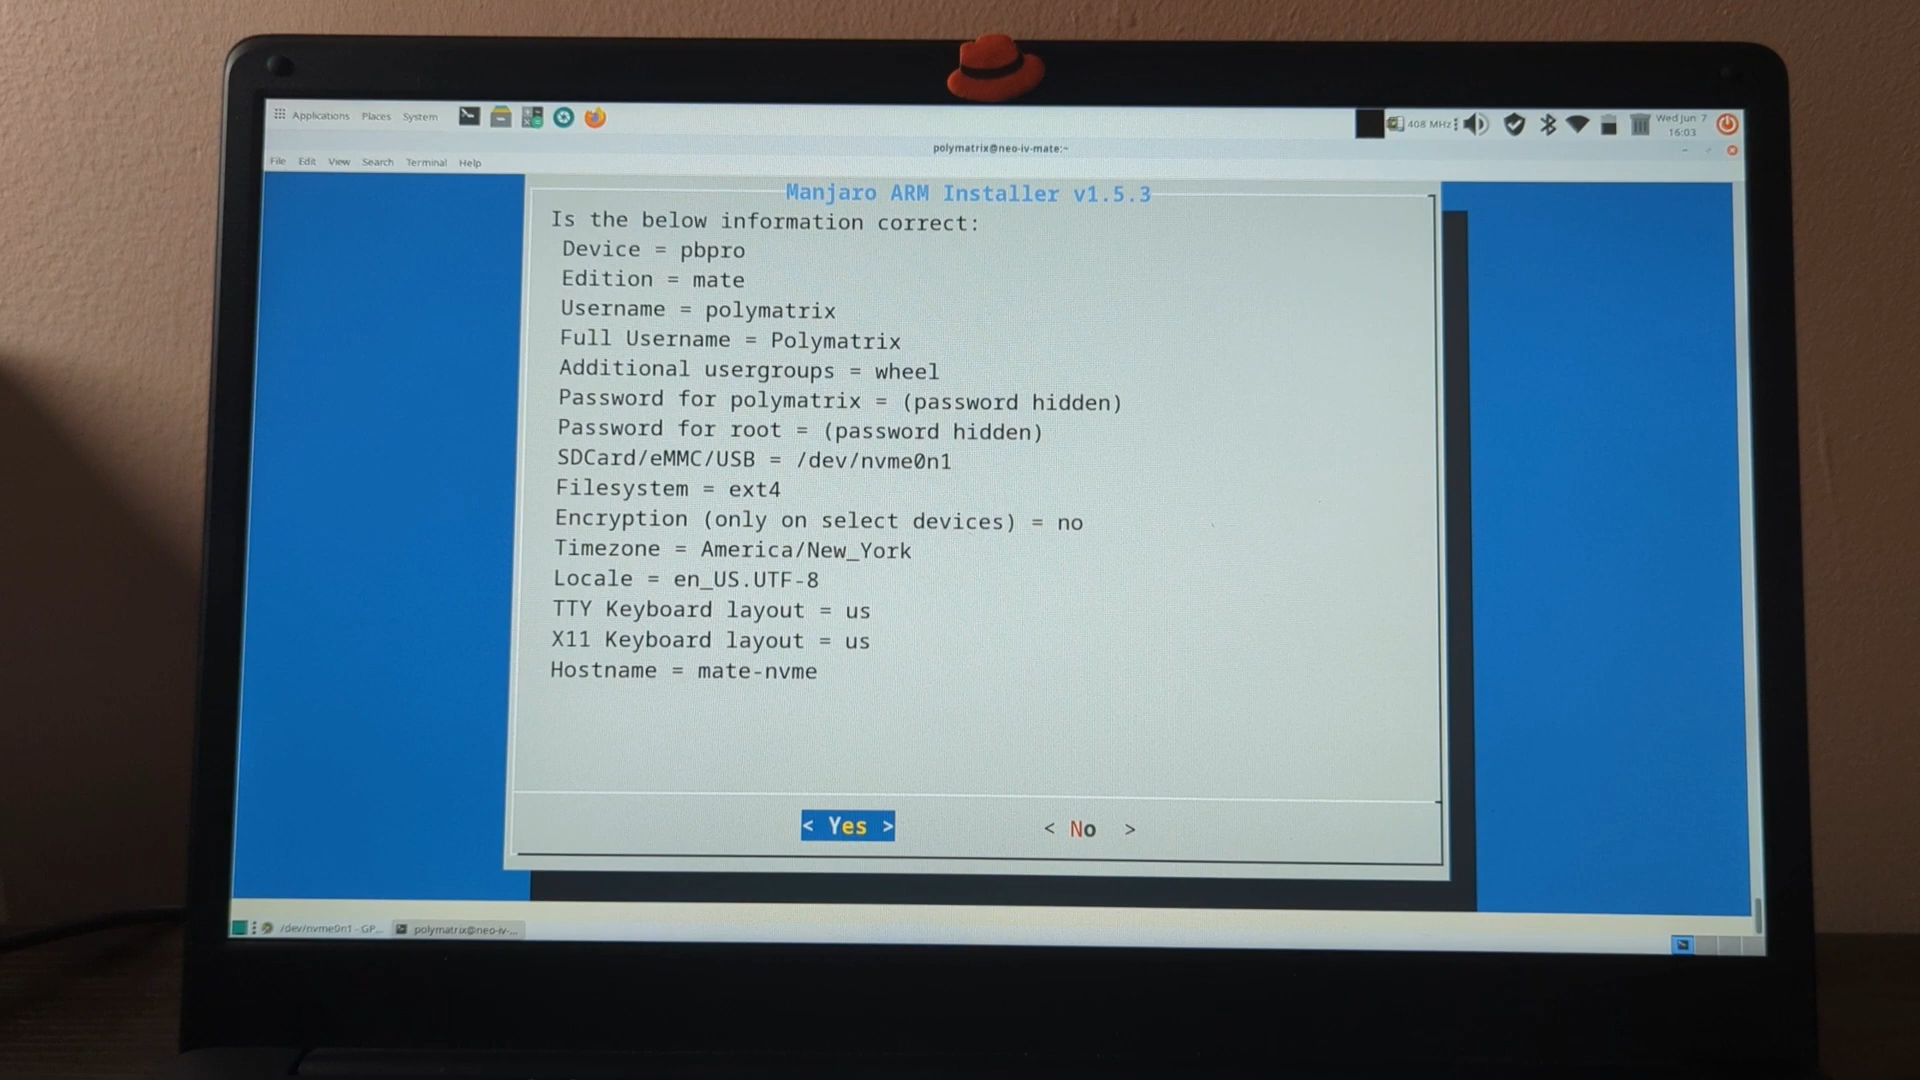 Applications Places System
408 MHz
Wed Jun 7
16:03
polymatrix@neo-iv-mate:~
File Edit View Search Terminal Help
Manjaro ARM Installer v1.5.3
Is the below information correct:
Device = pbpro
Edition = mate
Username = polymatrix
Full Username = Polymatrix
Additional usergroups = wheel
Password for polymatrix = (password hidden)
Password for root = (password hidden)
SDCard/eMMC/USB = /dev/nvme0n1
Filesystem = ext4
Encryption (only on select devices) = no
Timezone = America/New_York
Locale = en_US.UTF-8
TTY Keyboard layout = us
X11 Keyboard layout = us
Hostname = mate-nvme
< Yes > < No >
/dev/nvme0n1 - GP... polymatrix@neo-iv-...